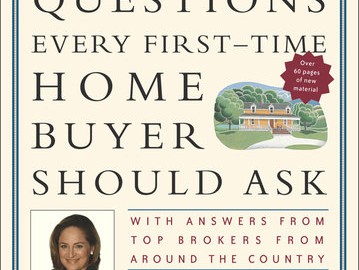 QUESTIONS
EVERY FIRST–TIME
HOME
BUYER
SHOULD ASK
Over
60 pages
of new
material
WITH ANSWERS FROM
TOP BROKERS FROM
AROUND THE COUNTRY